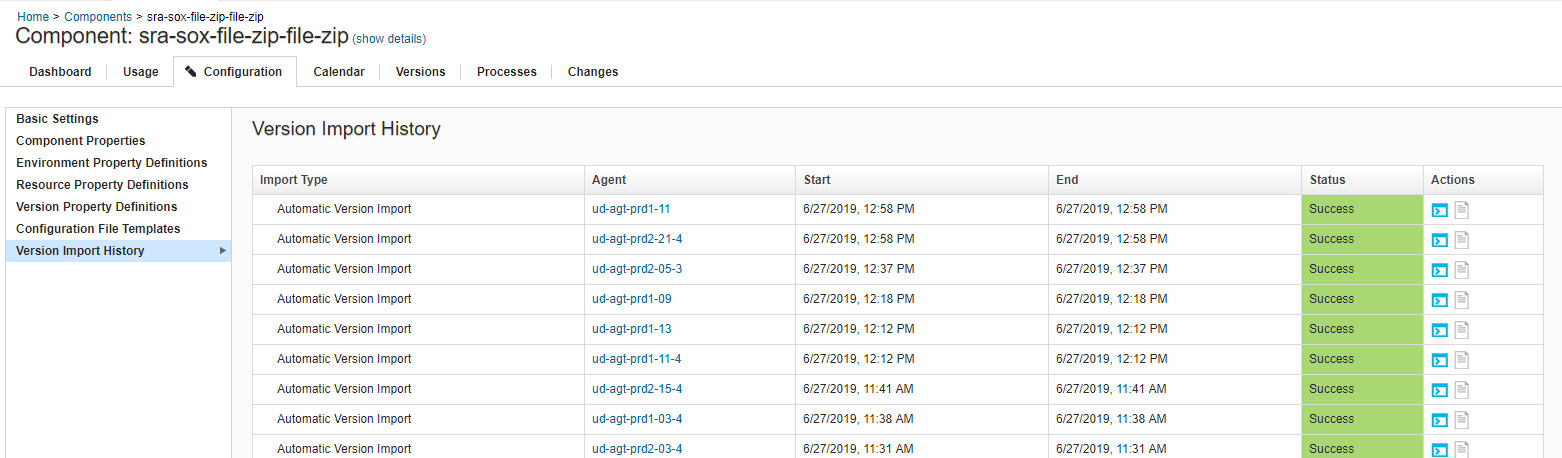 Home > Components > sra-sox-file-zip-file-zip
Component: sra-sox-file-zip-file-zip (show details)
Dashboard Usage Configuration Calendar Versions Processes Changes
Basic Settings
Component Properties
Environment Property Definitions
Resource Property Definitions
Version Property Definitions
Configuration File Templates
Version Import History
Version Import History
Import Type Agent Start End Status Actions
Automatic Version Import ud-agt-prd1-11 6/27/2019, 12:58 PM 6/27/2019, 12:58 PM Success
Automatic Version Import ud-agt-prd2-21-4 6/27/2019, 12:58 PM 6/27/2019, 12:58 PM Success
Automatic Version Import ud-agt-prd2-05-3 6/27/2019, 12:37 PM 6/27/2019, 12:37 PM Success
Automatic Version Import ud-agt-prd1-09 6/27/2019, 12:18 PM 6/27/2019, 12:18 PM Success
Automatic Version Import ud-agt-prd1-13 6/27/2019, 12:12 PM 6/27/2019, 12:12 PM Success
Automatic Version Import ud-agt-prd1-11-4 6/27/2019, 12:12 PM 6/27/2019, 12:12 PM Success
Automatic Version Import ud-agt-prd2-15-4 6/27/2019, 11:41 AM 6/27/2019, 11:41 AM Success
Automatic Version Import ud-agt-prd1-03-4 6/27/2019, 11:38 AM 6/27/2019, 11:38 AM Success
Automatic Version Import ud-agt-prd2-03-4 6/27/2019, 11:31 AM 6/27/2019, 11:31 AM Success